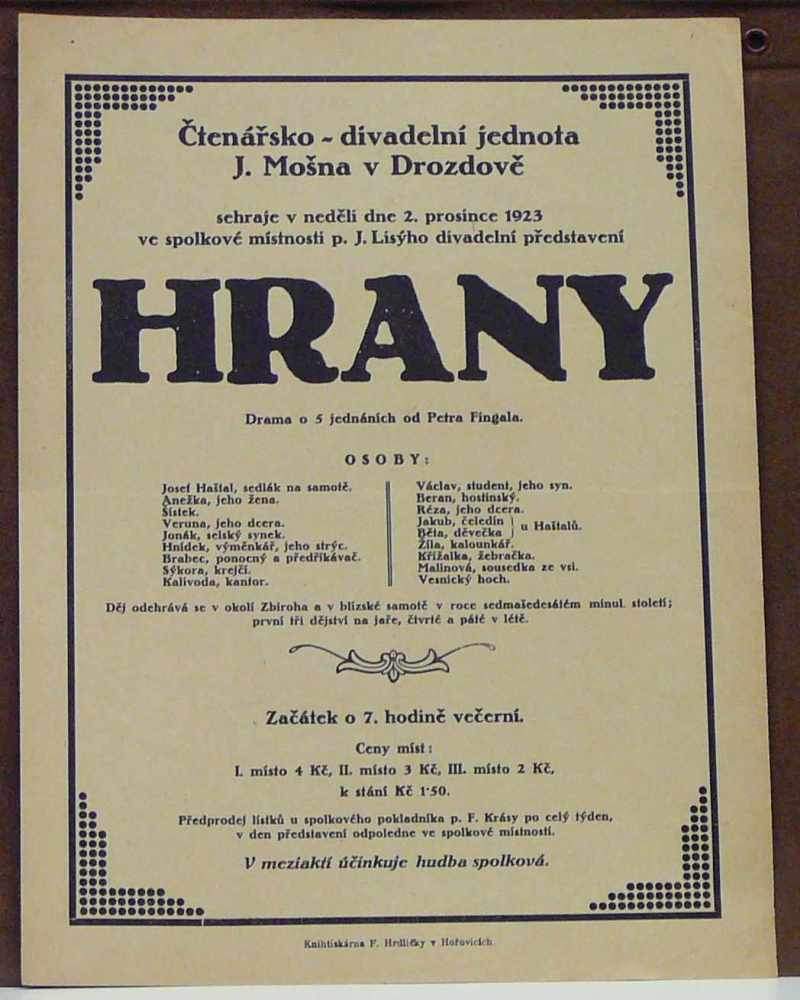 Čtenářsko - divadelní jednota
J. Mošna v Drozdově
sehraje v neděli dne 2. prosince 1923
ve spolkové místnosti p. J. Lisýho divadelní představení
HRANY
Drama o 5 jednáních od Petra Fingala.
OSOBY:
Josef Haštal, sedlák na samotě.
Anežka, jeho žena.
Šístek.
Veruna, jeho dcera.
Jonák, selský synek.
Hnídek, výměnkář, jeho strýc.
Brabec, ponocný a předříkávač.
Sýkora, krejčí.
Kalivoda, kantor.
Václav, student, jeho syn.
Beran, hostinský.
Réza, jeho dcera.
Jakub, čeledín
Běta, děvečka
u Haštalů.
Žíla, kalounkář.
Křížalka, žebračka.
Malinová, sousedka ze vsi.
Vesnický hoch.
Děj odehrává se v okolí Zbiroha a v blízské samotě v roce sedmašedesátém minul. století;
první tři dějství na jaře, čtvrté a páté v létě.
Začátek o 7. hodině večerní.
Ceny míst:
I. místo 4 Kč, II. místo 3 Kč, III. místo 2 Kč,
k stání Kč 1·50.
Předprodej lístků u spolkového pokladníka p. F. Krásy po celý týden,
v den představení odpoledne ve spolkové místnosti.
V meziaktí účinkuje hudba spolková.
Knihtiskárna F. Hrdličky v Hořovicích